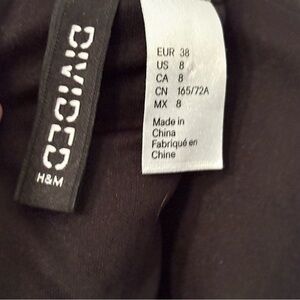 DIVIDED
H&M
EUR 38
US 8
CA 8
CN 165/72A
MX 8
Made in
China
Fabriqué en
Chine